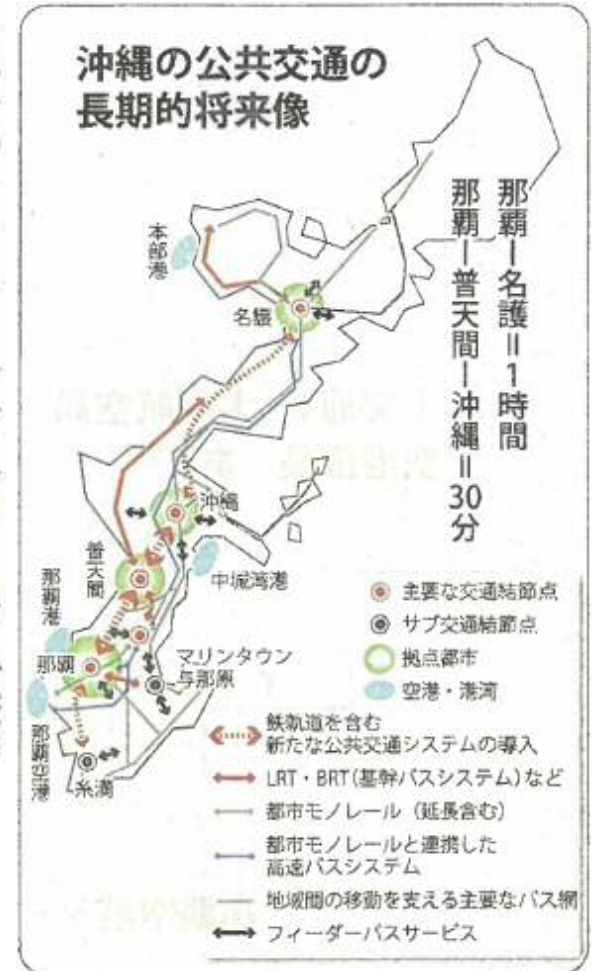 沖縄の公共交通の
長期的将来像
那覇ー名護=1時間
那覇ー普天間ー沖縄=30分
本部港
名護
沖縄
普天間
中城湾港
那覇港
那覇
マリンタウン
与那原
那覇空港
糸満
主要な交通結節点
サブ交通結節点
拠点都市
空港・港湾
鉄軌道を含む
新たな公共交通システムの導入
LRT・BRT(基幹バスシステム)など
都市モノレール(延長含む)
都市モノレールと連携した
高速バスシステム
地域間の移動を支える主要なバス網
フィーダーバスサービス